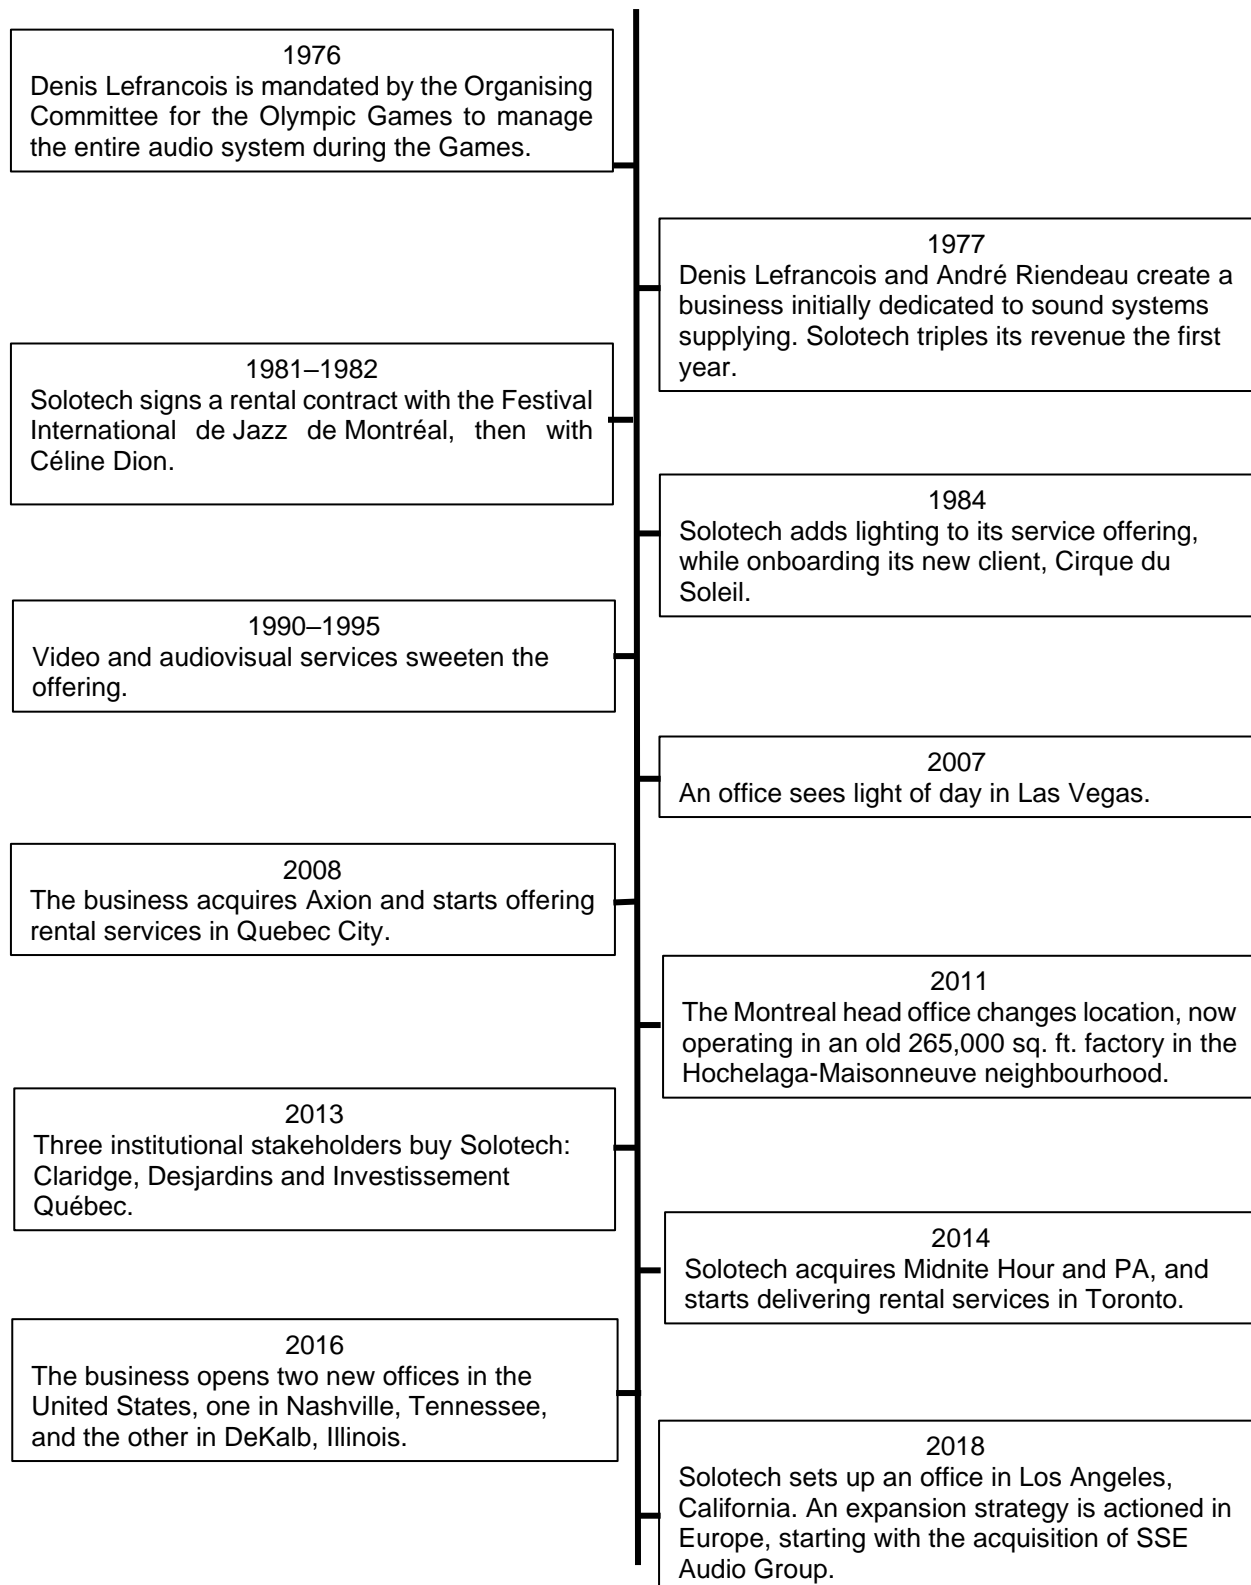 1976
Denis Lefrancois is mandated by the Organising
Committee for the Olympic Games to manage
the entire audio system during the Games.
1977
Denis Lefrancois and André Riendeau create a
business initially dedicated to sound systems
supplying. Solotech triples its revenue the first
year.
1981–1982
Solotech signs a rental contract with the Festival
International de Jazz de Montréal, then with
Céline Dion.
1984
Solotech adds lighting to its service offering,
while onboarding its new client, Cirque du
Soleil.
1990–1995
Video and audiovisual services sweeten the
offering.
2007
An office sees light of day in Las Vegas.
2008
The business acquires Axion and starts offering
rental services in Quebec City.
2011
The Montreal head office changes location, now
operating in an old 265,000 sq. ft. factory in the
Hochelaga-Maisonneuve neighbourhood.
2013
Three institutional stakeholders buy Solotech:
Claridge, Desjardins and Investissement
Québec.
2014
Solotech acquires Midnite Hour and PA, and
starts delivering rental services in Toronto.
2016
The business opens two new offices in the
United States, one in Nashville, Tennessee,
and the other in DeKalb, Illinois.
2018
Solotech sets up an office in Los Angeles,
California. An expansion strategy is actioned in
Europe, starting with the acquisition of SSE
Audio Group.